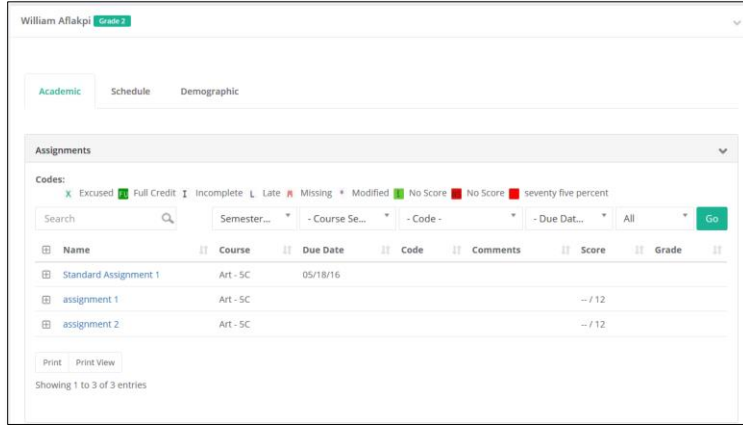 William Aflakpi Grade 2
Academic Schedule Demographic
Assignments
Codes:
X Excused Full Credit I Incomplete L Late M Missing * Modified No Score No Score seventy five percent
Search Semester... - Course Se... - Code - - Due Dat... All Go
Name Course Due Date Code Comments Score Grade
Standard Assignment 1 Art - 5C 05/18/16
assignment 1 Art - 5C -- / 12
assignment 2 Art - 5C -- / 12
Print Print View
Showing 1 to 3 of 3 entries